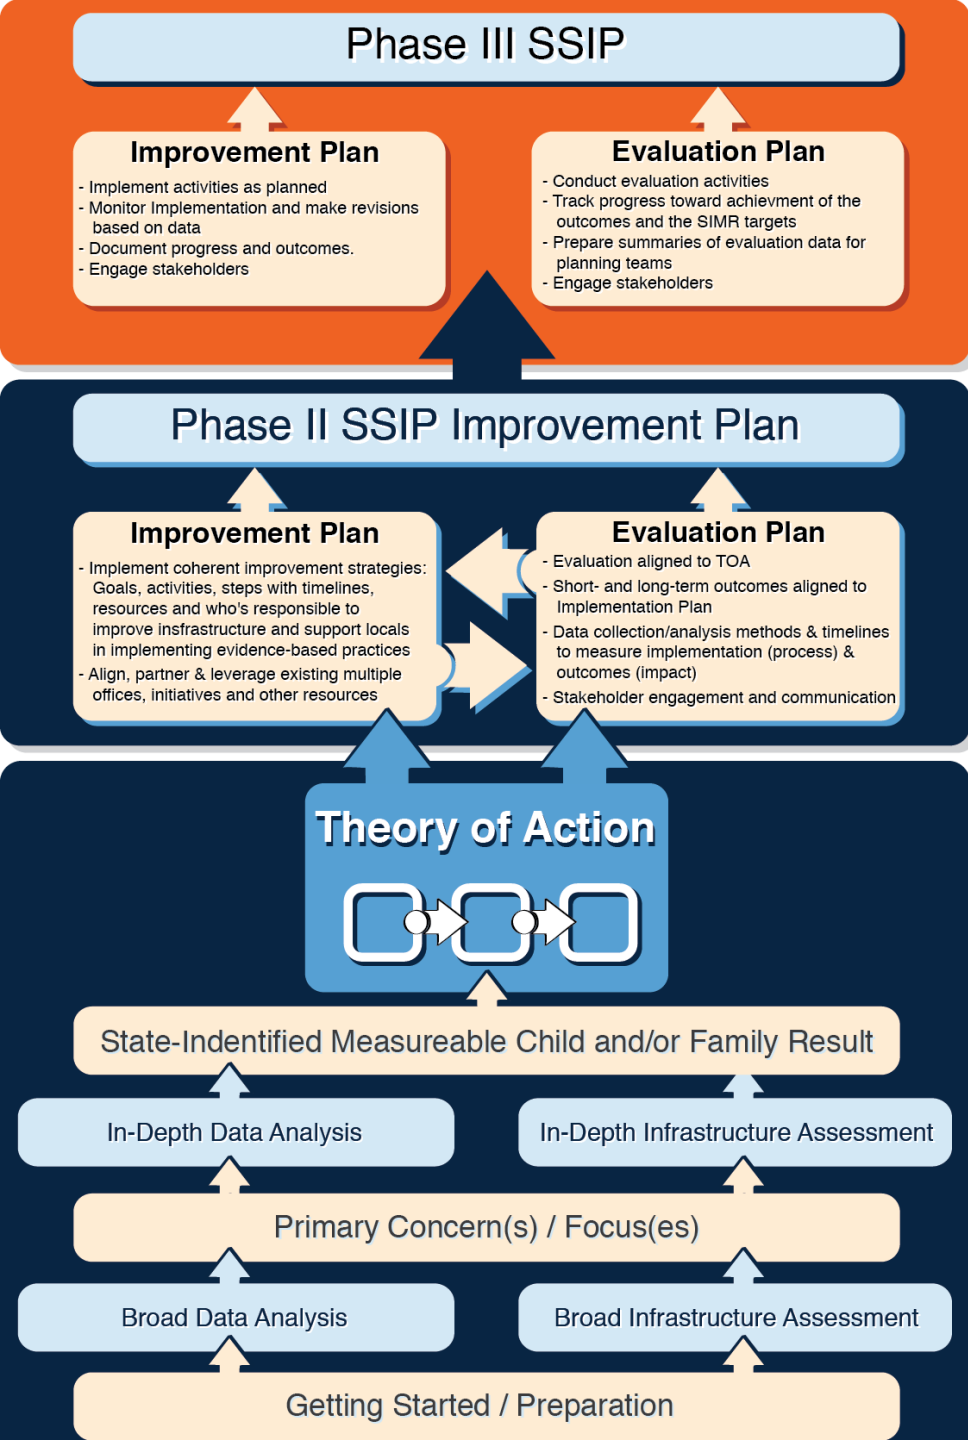 Phase III SSIP
Improvement Plan
- Implement activities as planned
- Monitor Implementation and make revisions
based on data
- Document progress and outcomes.
- Engage stakeholders
Evaluation Plan
- Conduct evaluation activities
- Track progress toward achievment of the
outcomes and the SIMR targets
- Prepare summaries of evaluation data for
planning teams
- Engage stakeholders
Phase II SSIP Improvement Plan
Improvement Plan
- Implement coherent improvement strategies:
Goals, activities, steps with timelines,
resources and who's responsible to
improve insfrastructure and support locals
in implementing evidence-based practices
- Align, partner & leverage existing multiple
offices, initiatives and other resources
Evaluation Plan
- Evaluation aligned to TOA
- Short- and long-term outcomes aligned to
Implementation Plan
- Data collection/analysis methods & timelines
to measure implementation (process) &
outcomes (impact)
- Stakeholder engagement and communication
Theory of Action
State-Indentified Measureable Child and/or Family Result
In-Depth Data Analysis
In-Depth Infrastructure Assessment
Primary Concern(s) / Focus(es)
Broad Data Analysis
Broad Infrastructure Assessment
Getting Started / Preparation